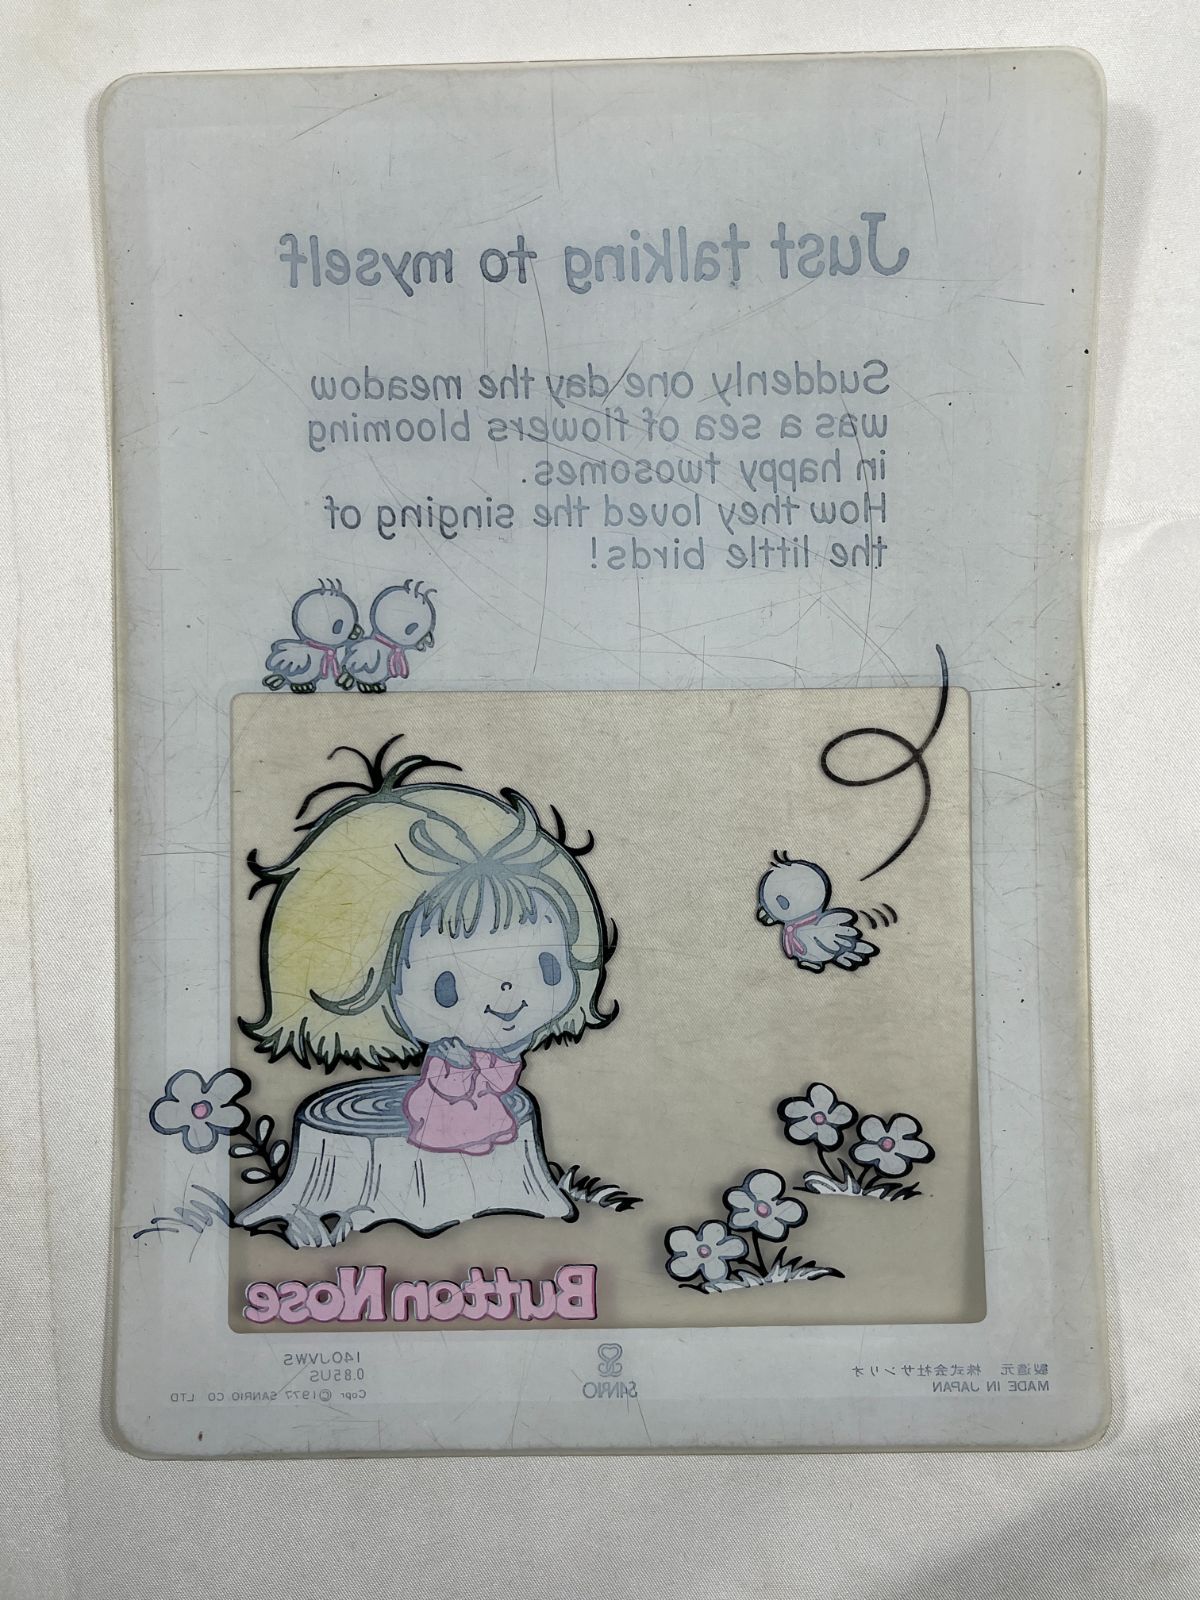 Just talking to myself
Suddenly one day the meadow
was a sea of flowers blooming
in happy twosomes.
How they loved the singing of
the little birds!
Button Nose
製造元 株式会社サンリオ
MADE IN JAPAN
SANRIO
140JVWS
0.85US
Copr. ©1977 SANRIO CO. LTD